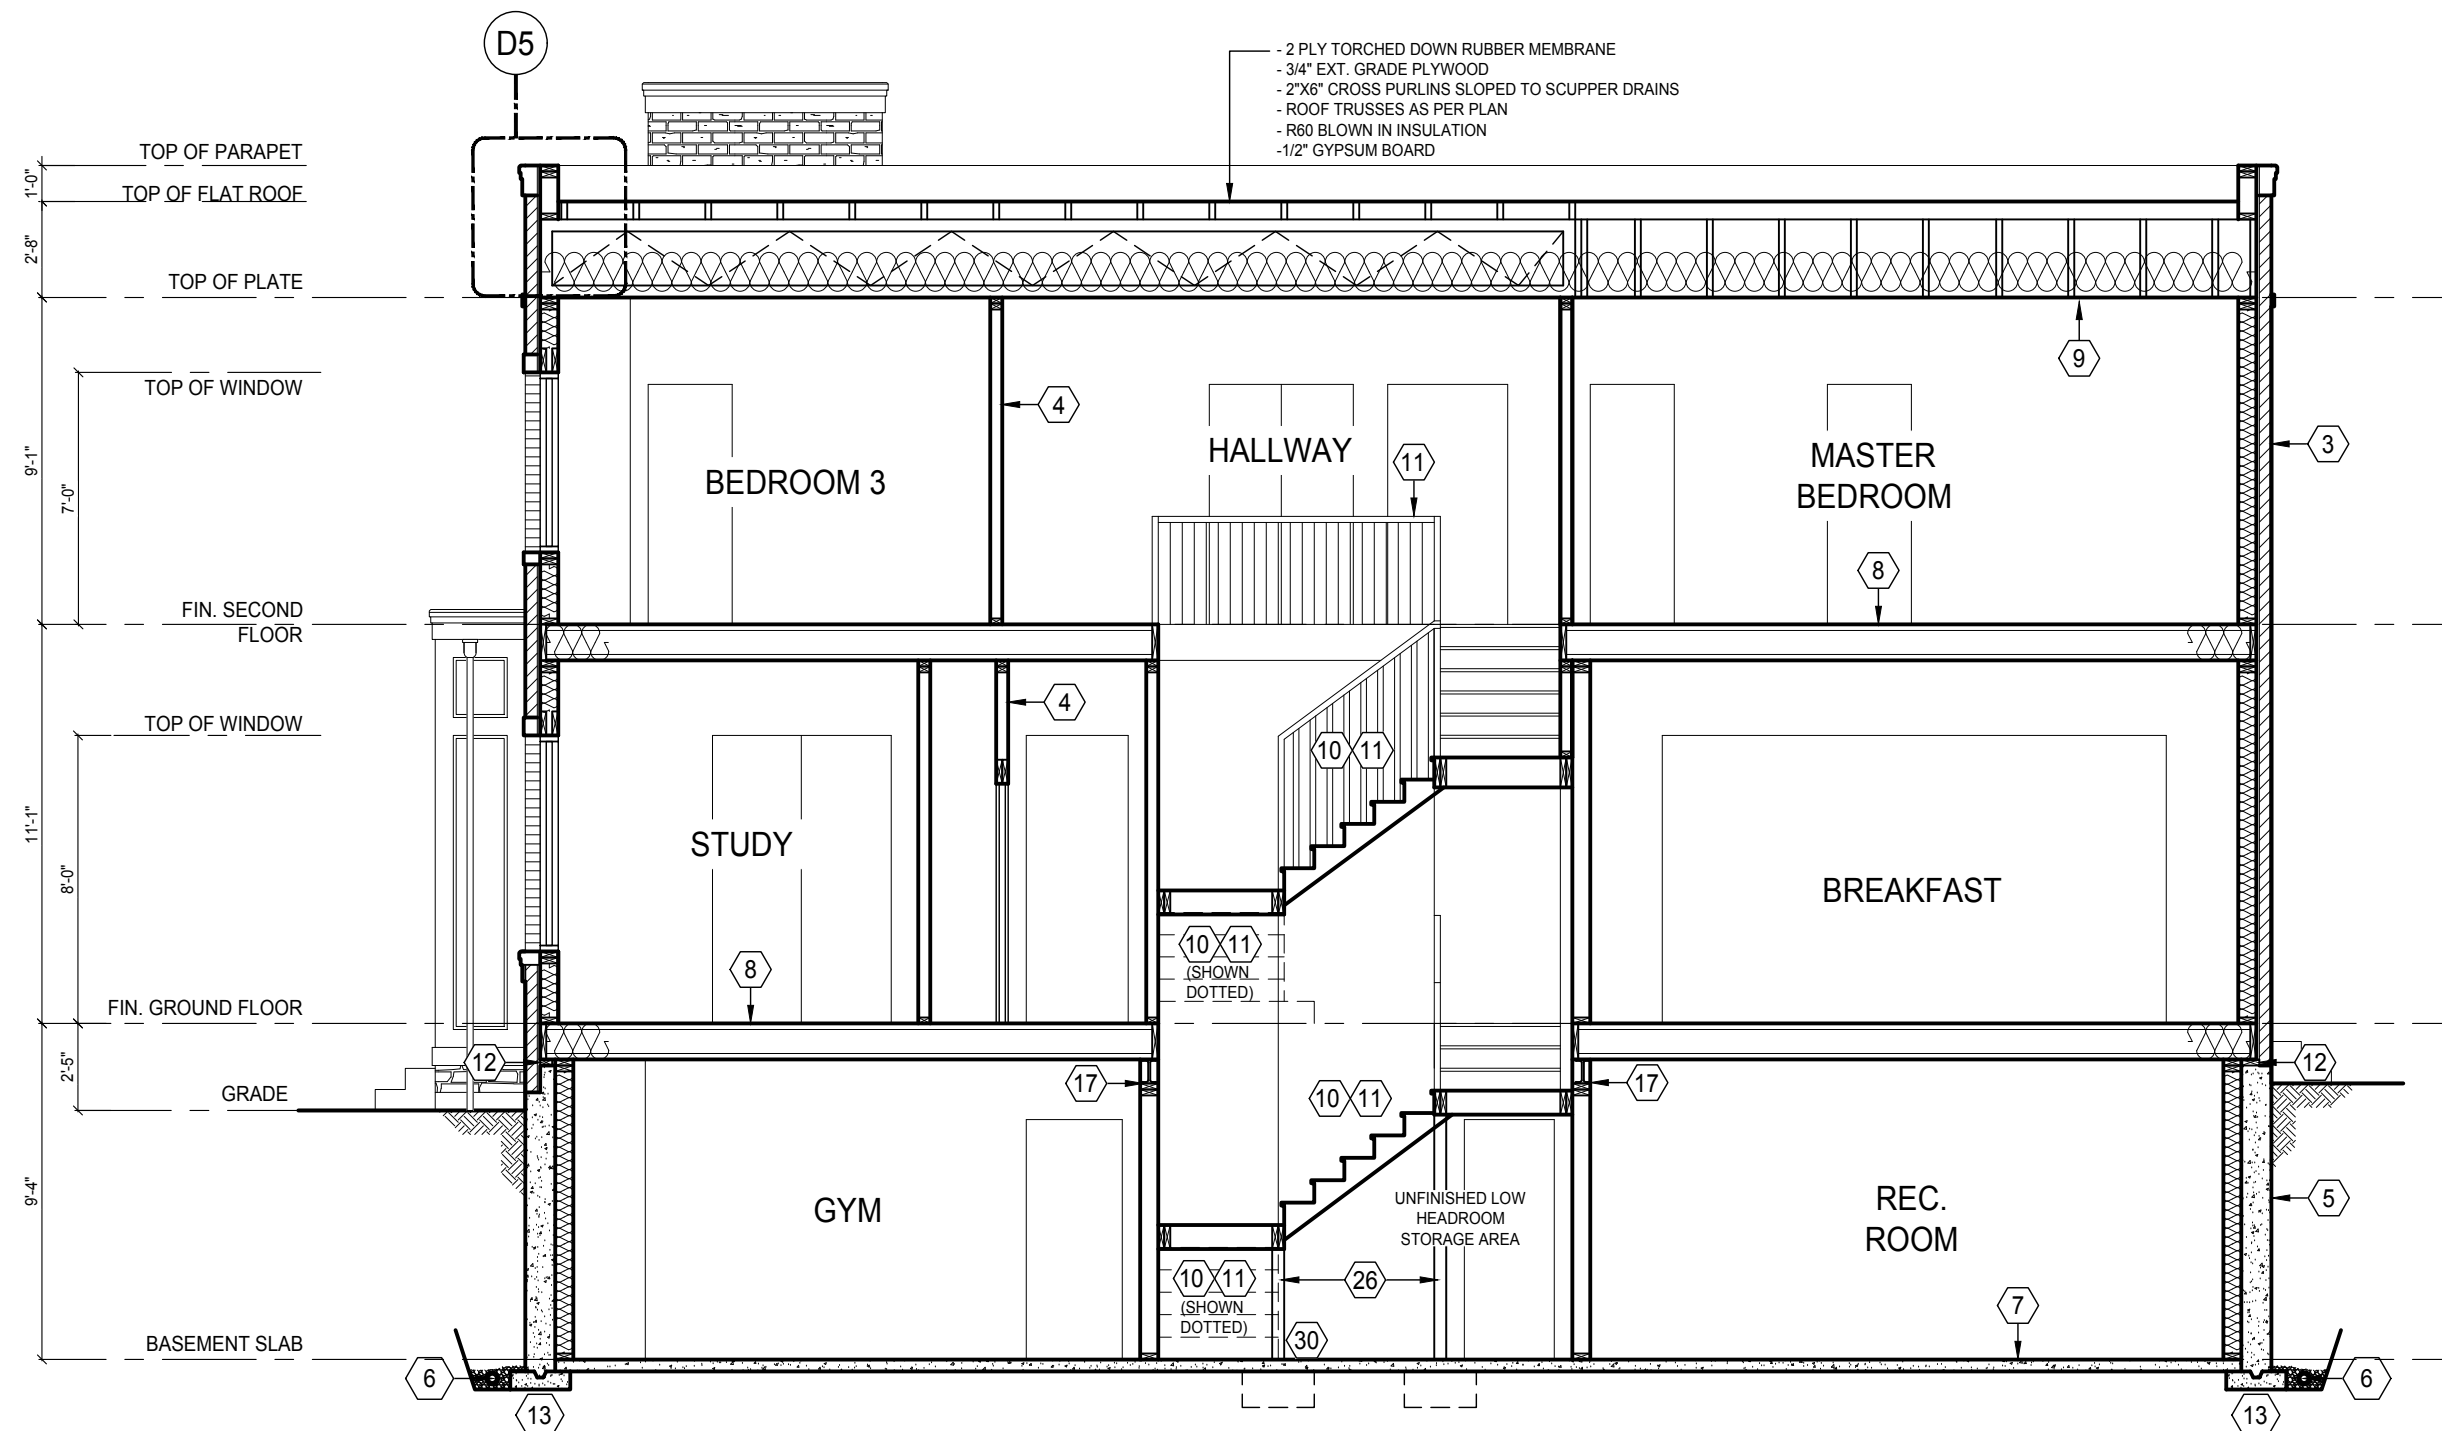 D5
- 2 PLY TORCHED DOWN RUBBER MEMBRANE
- 3/4" EXT. GRADE PLYWOOD
- 2"X6" CROSS PURLINS SLOPED TO SCUPPER DRAINS
- ROOF TRUSSES AS PER PLAN
- R60 BLOWN IN INSULATION
-1/2" GYPSUM BOARD
TOP OF PARAPET
1'-0"
TOP OF FLAT ROOF
2'-8"
TOP OF PLATE
9
TOP OF WINDOW
4
3
HALLWAY
11
MASTER
BEDROOM
BEDROOM 3
9'-1"
7'-0"
8
FIN. SECOND
FLOOR
4
TOP OF WINDOW
10
11
11'-1"
8'-0"
STUDY
BREAKFAST
10
11
(SHOWN
DOTTED)
8
FIN. GROUND FLOOR
2'-5"
12
12
17
17
GRADE
10
11
9'-4"
GYM
UNFINISHED LOW
HEADROOM
STORAGE AREA
REC.
ROOM
5
10
11
(SHOWN
DOTTED)
26
7
30
BASEMENT SLAB
6
6
13
13